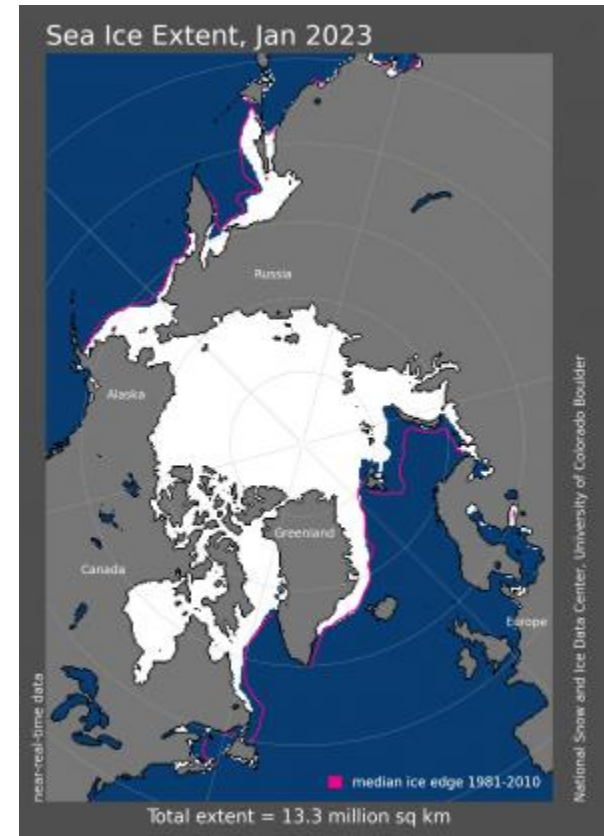 Sea Ice Extent, Jan 2023
Russia
Alaska
Greenland
Canada
Europe
near-real-time data
National Snow and Ice Data Center, University of Colorado Boulder
median ice edge 1981-2010
Total extent = 13.3 million sq km